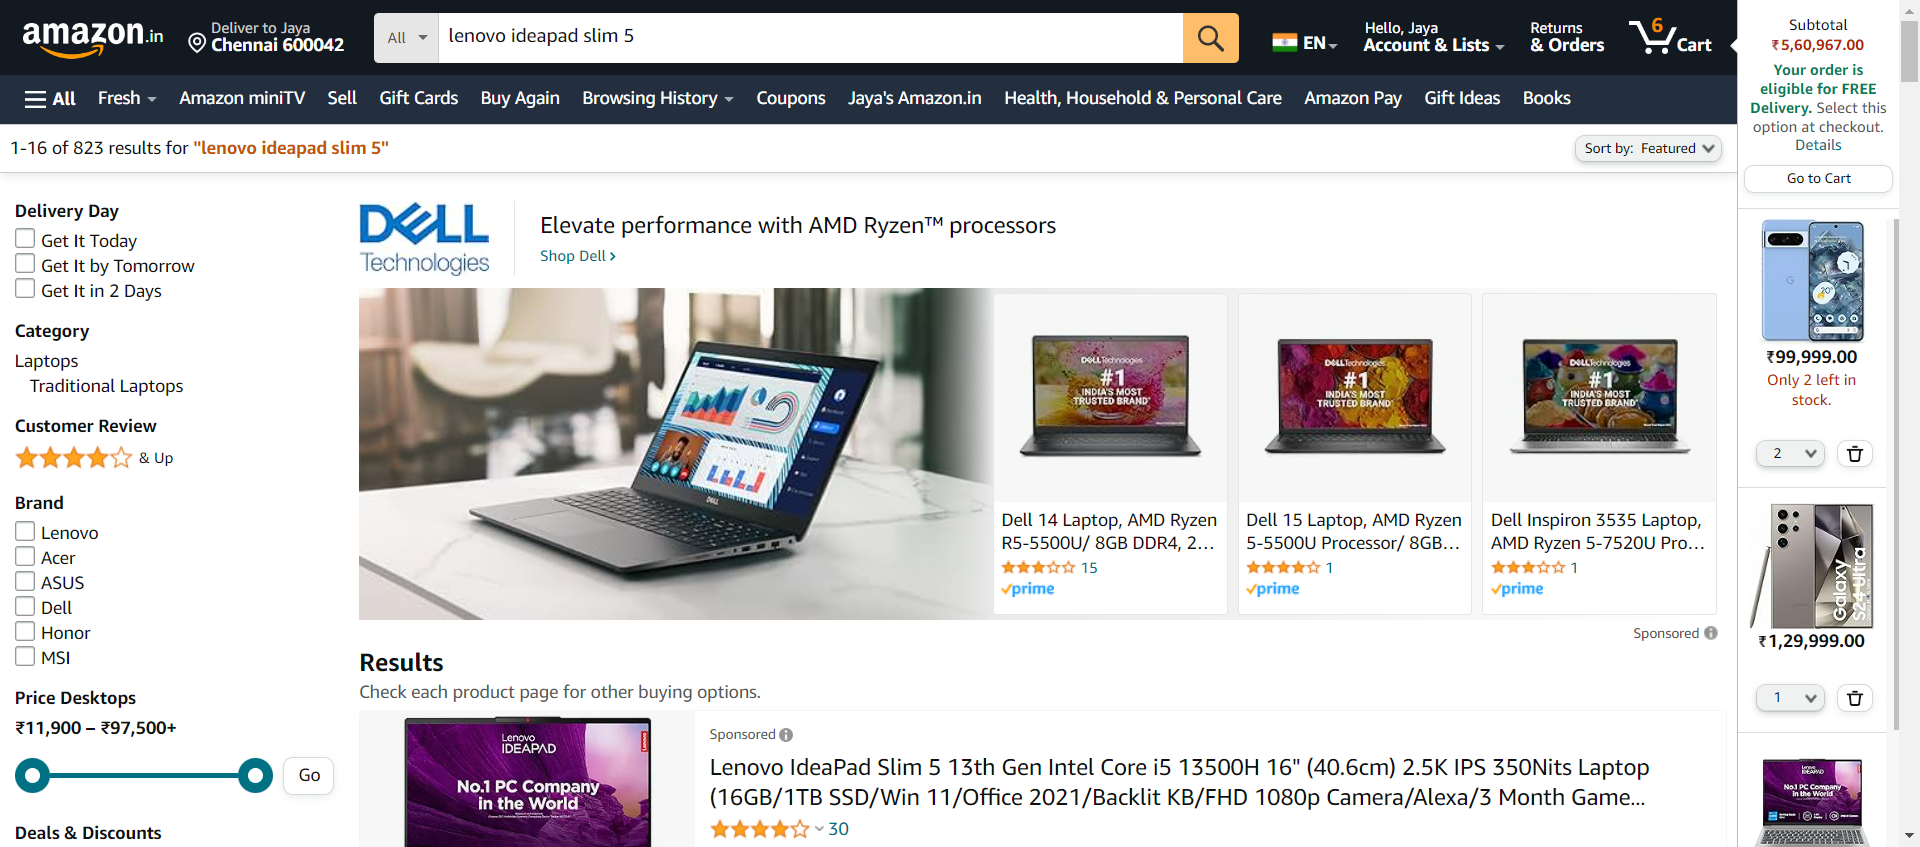 amazon.in
Deliver to Jaya
Chennai 600042
All
lenovo ideapad slim 5
EN
Hello, Jaya
Account & Lists
Returns
& Orders
6
Cart
All
Fresh
Amazon miniTV
Sell
Gift Cards
Buy Again
Browsing History
Coupons
Jaya's Amazon.in
Health, Household & Personal Care
Amazon Pay
Gift Ideas
Books
1-16 of 823 results for "lenovo ideapad slim 5"
Sort by: Featured
Delivery Day
Get It Today
Get It by Tomorrow
Get It in 2 Days
Category
Laptops
Traditional Laptops
Customer Review
& Up
Brand
Lenovo
Acer
ASUS
Dell
Honor
MSI
Price Desktops
₹11,900 – ₹97,500+
Go
Deals & Discounts
DELL
Technologies
Elevate performance with AMD Ryzen™ processors
Shop Dell ›
DELL
DELL Technologies
#1
INDIA'S MOST
TRUSTED BRAND*
Dell 14 Laptop, AMD Ryzen
R5-5500U/ 8GB DDR4, 2...
15
prime
DELL Technologies
#1
INDIA'S MOST
TRUSTED BRAND*
Dell 15 Laptop, AMD Ryzen
5-5500U Processor/ 8GB...
1
prime
DELL Technologies
#1
INDIA'S MOST
TRUSTED BRAND*
Dell Inspiron 3535 Laptop,
AMD Ryzen 5-7520U Pro...
1
prime
Sponsored
Results
Check each product page for other buying options.
Lenovo
IDEAPAD
Lenovo
No.1 PC Company
in the World
Sponsored
Lenovo IdeaPad Slim 5 13th Gen Intel Core i5 13500H 16" (40.6cm) 2.5K IPS 350Nits Laptop
(16GB/1TB SSD/Win 11/Office 2021/Backlit KB/FHD 1080p Camera/Alexa/3 Month Game...
30
Subtotal
₹5,60,967.00
Your order is
eligible for FREE
Delivery. Select this
option at checkout.
Details
Go to Cart
20°
₹99,999.00
Only 2 left in
stock.
2
Galaxy
S24 Ultra
₹1,29,999.00
1
IDEAPAD
No.1 PC Company
in the World